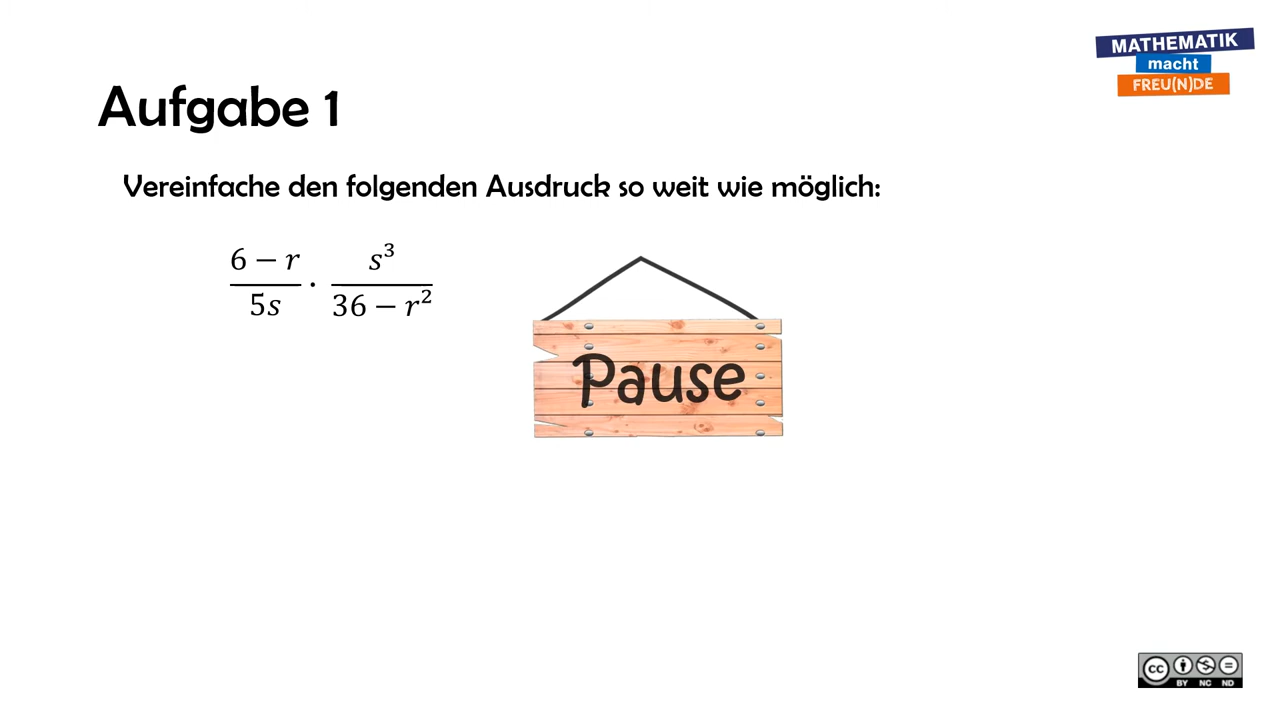 MATHEMATIK
macht
FREU(N)DE
Aufgabe 1
Vereinfache den folgenden Ausdruck so weit wie möglich:
6 − r / 5s · s³ / 36 − r²
Pause
cc
BY NC ND